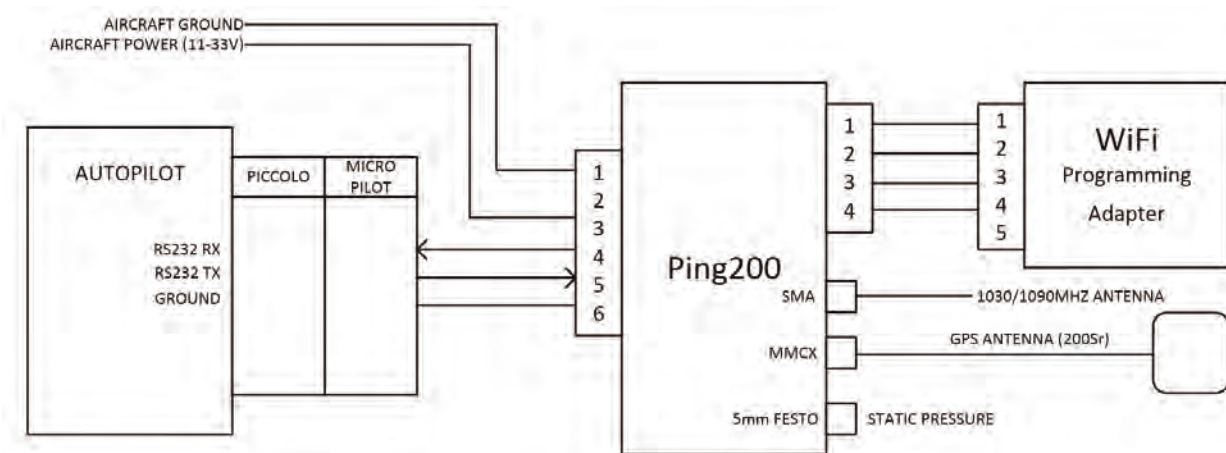 AIRCRAFT GROUND
AIRCRAFT POWER (11-33V)
AUTOPILOT
PICCOLO
MICRO
PILOT
RS232 RX
RS232 TX
GROUND
1
2
3
4
5
6
Ping200
1
2
3
4
1
2
3
4
5
WiFi
Programming
Adapter
SMA
1030/1090MHZ ANTENNA
MMCX
GPS ANTENNA (200Sr)
5mm FESTO
STATIC PRESSURE